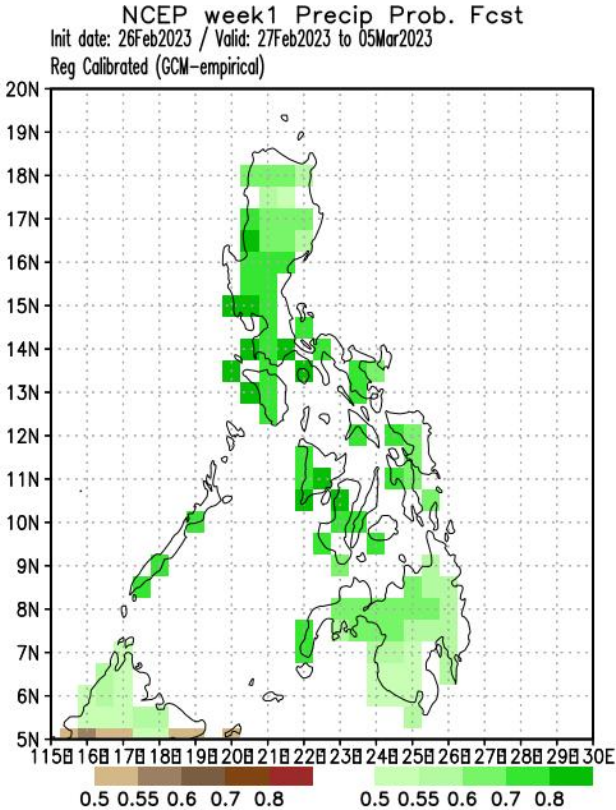 NCEP week1 Precip Prob. Fcst
Init date: 26Feb2023 / Valid: 27Feb2023 to 05Mar2023
Reg Calibrated (GCM-empirical)
20N
19N
18N
17N
16N
15N
14N
13N
12N
11N
10N
9N
8N
7N
6N
5N
115E 116E 117E 118E 119E 120E 121E 122E 123E 124E 125E 126E 127E 128E 129E 130E
0.5 0.55 0.6 0.7 0.8 0.5 0.55 0.6 0.7 0.8